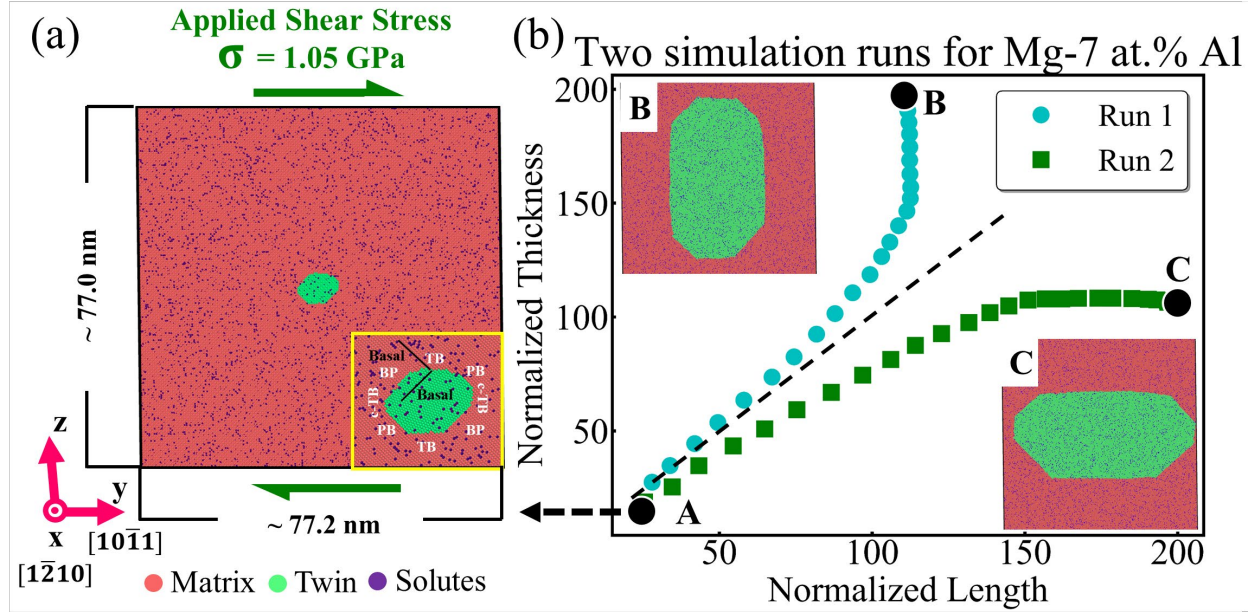 (a)
Applied Shear Stress
σ = 1.05 GPa
~ 77.0 nm
Basal
TB
BP
PB
Basal
c-TB
c-TB
PB
BP
TB
z
y
x
[101̅1]
[12̅10]
~ 77.2 nm
Matrix
Twin
Solutes
(b)
Two simulation runs for Mg-7 at.% Al
Normalized Thickness
200
150
100
50
B
B
Run 1
Run 2
C
C
A
50
100
150
200
Normalized Length